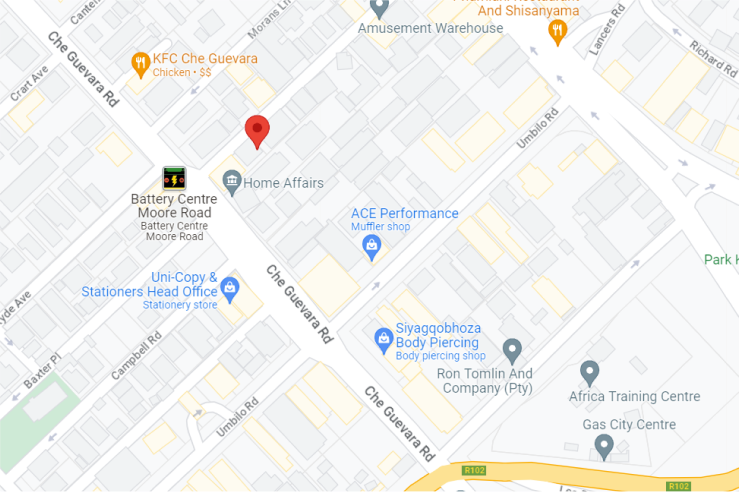 And Shisanyama
Amusement Warehouse
Lancers Rd
Richard Rd
Che Guevara Rd
KFC Che Guevara
Chicken • $$
Crart Ave
Umbilo Rd
Home Affairs
Battery Centre
Moore Road
Battery Centre
Moore Road
ACE Performance
Muffler shop
Park
Uni-Copy &
Stationers Head Office
Stationery store
Che Guevara Rd
Siyagqobhoza
Body Piercing
Body piercing shop
Campbell Rd
Baxter Pl
Ron Tomlin And
Company (Pty)
Africa Training Centre
Umbilo Rd
Che Guevara Rd
Gas City Centre
R102
R102